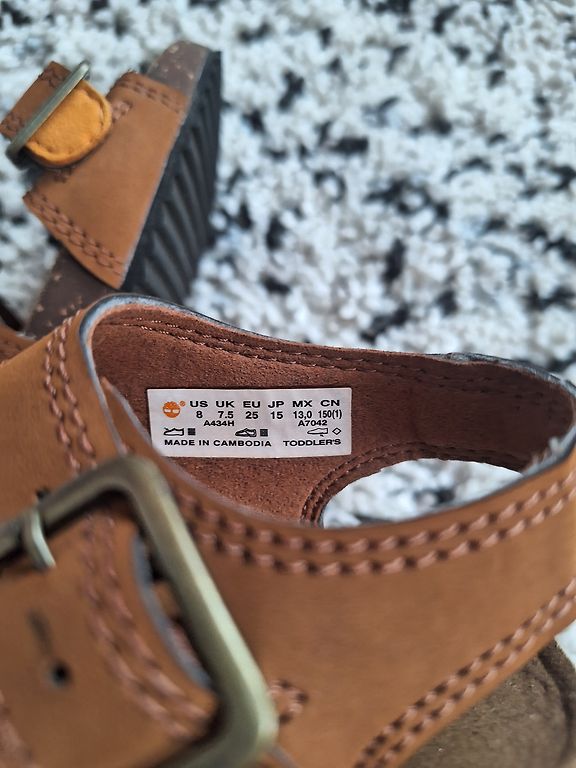 ® US UK EU JP MX CN
8 7.5 25 15 13,0 150(1)
A434H A7042
MADE IN CAMBODIA TODDLER'S